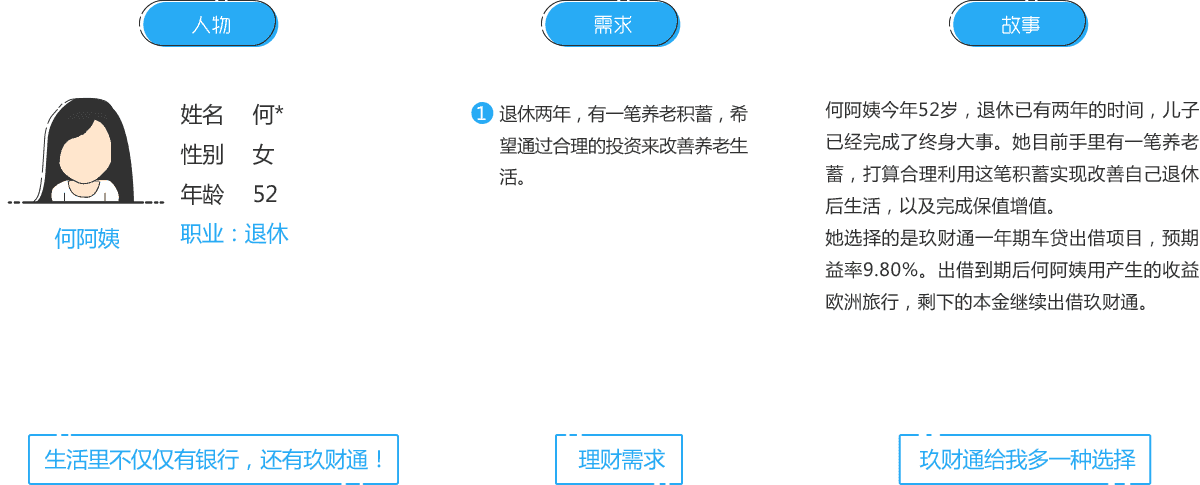 人物
姓名 何*
性别 女
年龄 52
职业：退休
何阿姨
生活里不仅仅有银行，还有玖财通！
需求
1 退休两年，有一笔养老积蓄，希
望通过合理的投资来改善养老生
活。
理财需求
故事
何阿姨今年52岁，退休已有两年的时间，儿子
已经完成了终身大事。她目前手里有一笔养老
蓄，打算合理利用这笔积蓄实现改善自己退休
后生活，以及完成保值增值。
她选择的是玖财通一年期车贷出借项目，预期
益率9.80%。出借到期后何阿姨用产生的收益
欧洲旅行，剩下的本金继续出借玖财通。
玖财通给我多一种选择